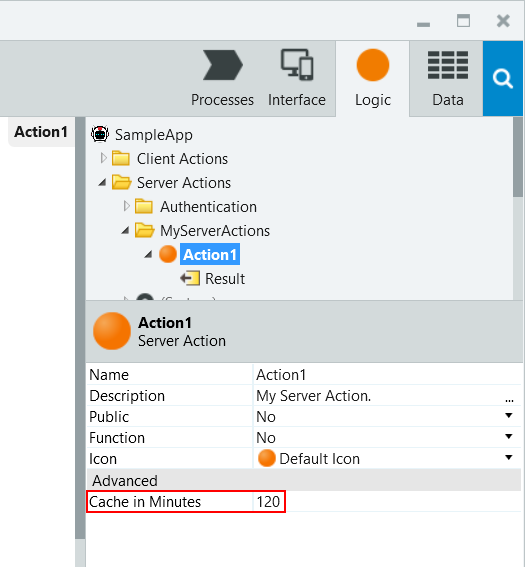 Processes Interface Logic Data
Action1
SampleApp
Client Actions
Server Actions
Authentication
MyServerActions
Action1
Result
Action1
Server Action
Name Action1
Description My Server Action. ...
Public No
Function No
Icon Default Icon
Advanced
Cache in Minutes 120